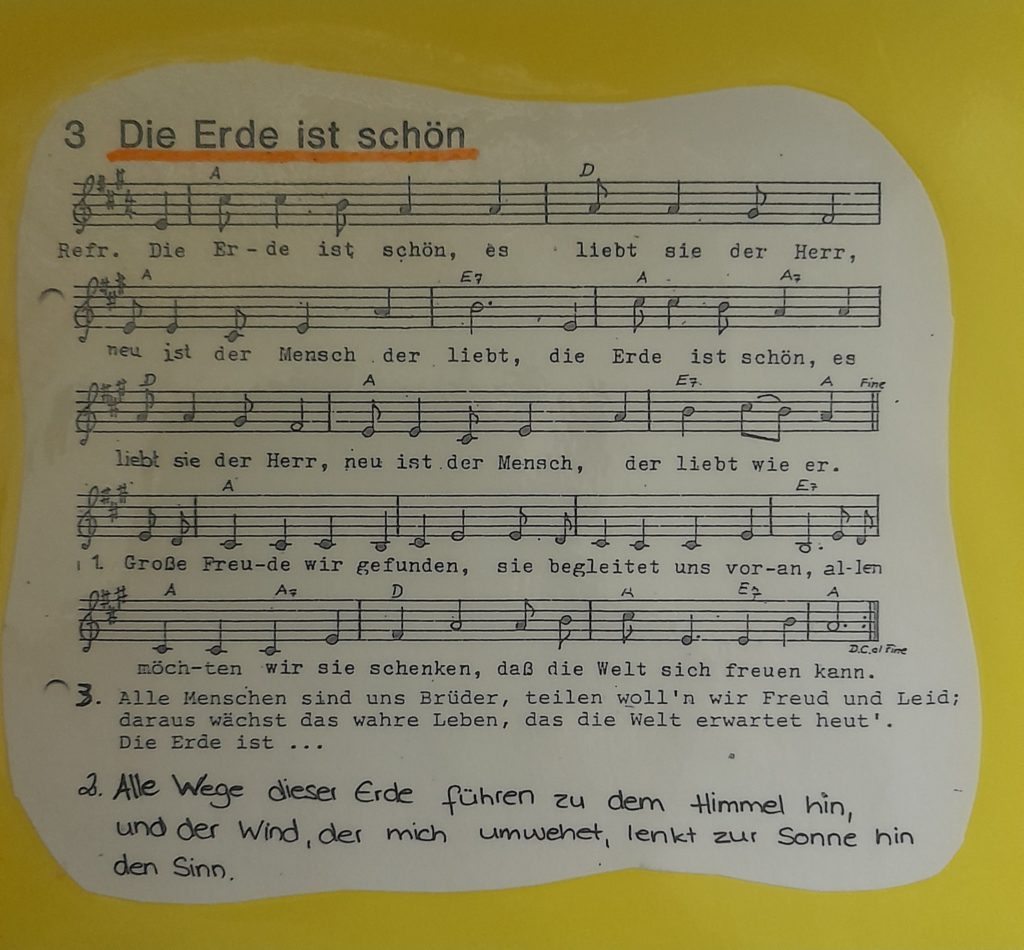 3 Die Erde ist schön
A D
Refr. Die Er-de ist schön, es liebt sie der Herr,
A E7 A A7
neu ist der Mensch der liebt, die Erde ist schön, es
D A E7 A Fine
liebt sie der Herr, neu ist der Mensch, der liebt wie er.
A E7
1. Große Freu-de wir gefunden, sie begleitet uns vor-an, al-len
A A7 D A E7 A
D.C. al Fine
möch-ten wir sie schenken, daß die Welt sich freuen kann.
3. Alle Menschen sind uns Brüder, teilen woll'n wir Freud und Leid;
daraus wächst das wahre Leben, das die Welt erwartet heut'.
Die Erde ist ...
2. Alle Wege dieser Erde führen zu dem Himmel hin,
und der Wind, der mich umwehet, lenkt zur Sonne hin
den Sinn.